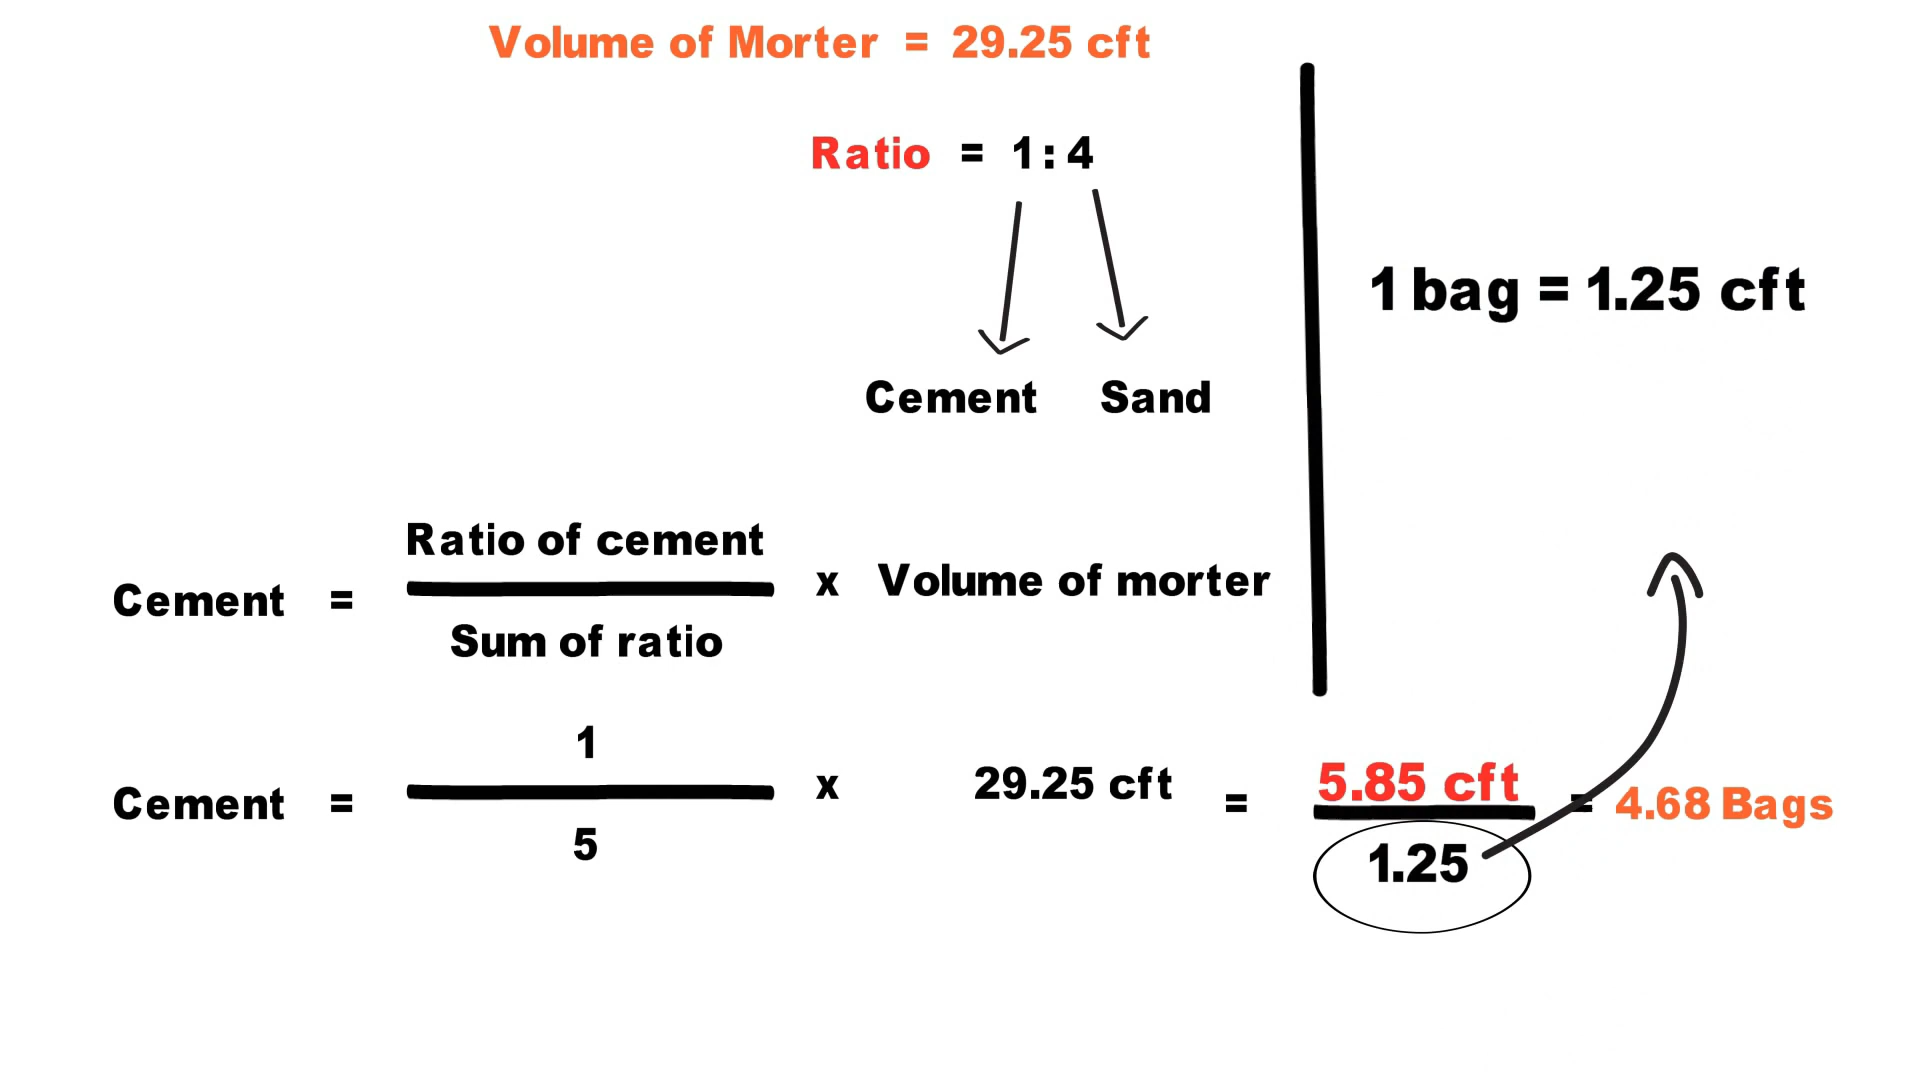 Volume of Morter = 29.25 cft
Ratio = 1:4
Cement Sand
1 bag = 1.25 cft
Ratio of cement
Cement = x Volume of morter
Sum of ratio
1
Cement = x 29.25 cft = 5.85 cft = 4.68 Bags
5 1.25